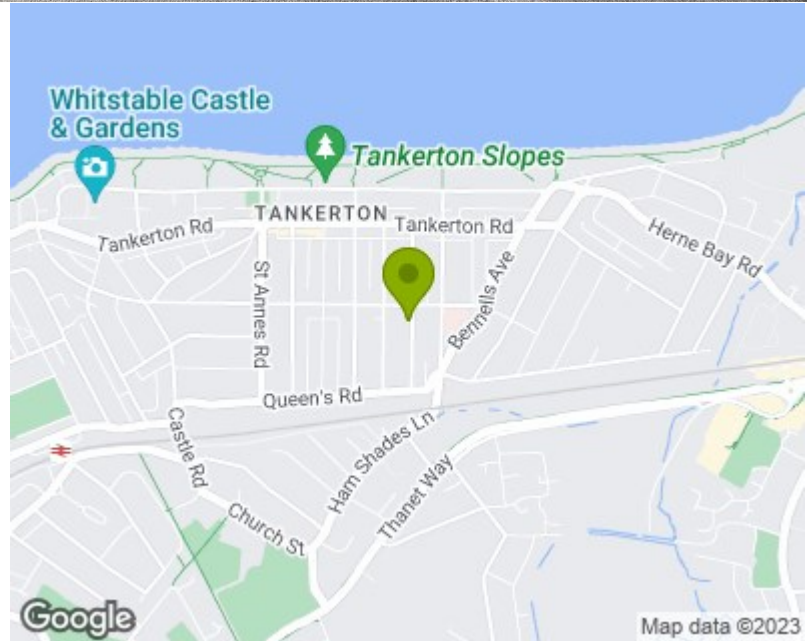 Whitstable Castle
& Gardens
Tankerton Slopes
TANKERTON
Tankerton Rd
Tankerton Rd
Herne Bay Rd
St Annes Rd
Bennells Ave
Queen's Rd
Castle Rd
Ham Shades Ln
Thanet Way
Church St
Google
Map data ©2023